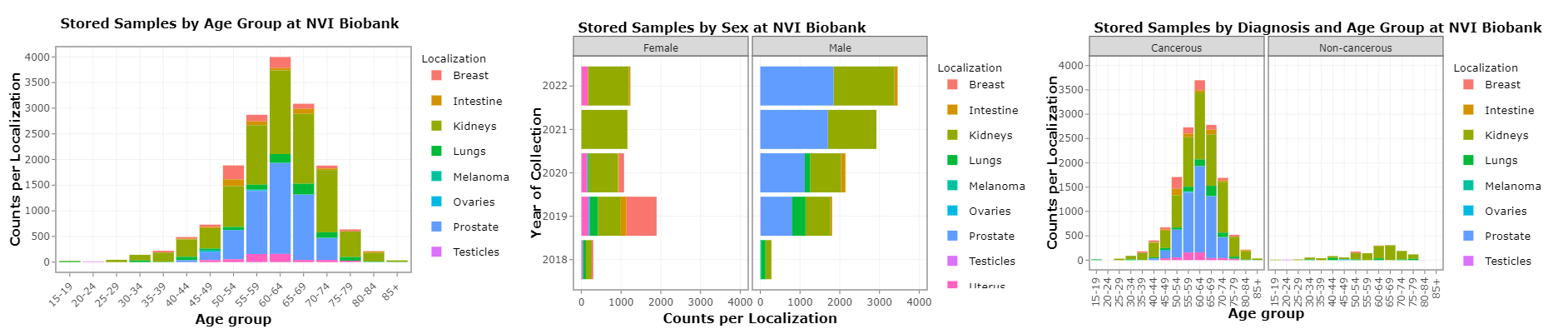 Stored Samples by Age Group at NVI Biobank
Counts per Localization
4000
3500
3000
2500
2000
1500
1000
500
0
15-19
20-24
25-29
30-34
35-39
40-44
45-49
50-54
55-59
60-64
65-69
70-74
75-79
80-84
85+
Age group
Localization
Breast
Intestine
Kidneys
Lungs
Melanoma
Ovaries
Prostate
Testicles
Stored Samples by Sex at NVI Biobank
Female
Male
Year of Collection
2022
2021
2020
2019
2018
0
1000
2000
3000
4000
0
1000
2000
3000
4000
Counts per Localization
Localization
Breast
Intestine
Kidneys
Lungs
Melanoma
Ovaries
Prostate
Testicles
Uterus
Stored Samples by Diagnosis and Age Group at NVI Biobank
Cancerous
Non-cancerous
Counts per Localization
4000
3500
3000
2500
2000
1500
1000
500
0
15-19
20-24
25-29
30-34
35-39
40-44
45-49
50-54
55-59
60-64
65-69
70-74
75-79
80-84
85+
15-19
20-24
25-29
30-34
35-39
40-44
45-49
50-54
55-59
60-64
65-69
70-74
75-79
80-84
85+
Age group
Localization
Breast
Intestine
Kidneys
Lungs
Melanoma
Ovaries
Prostate
Testicles